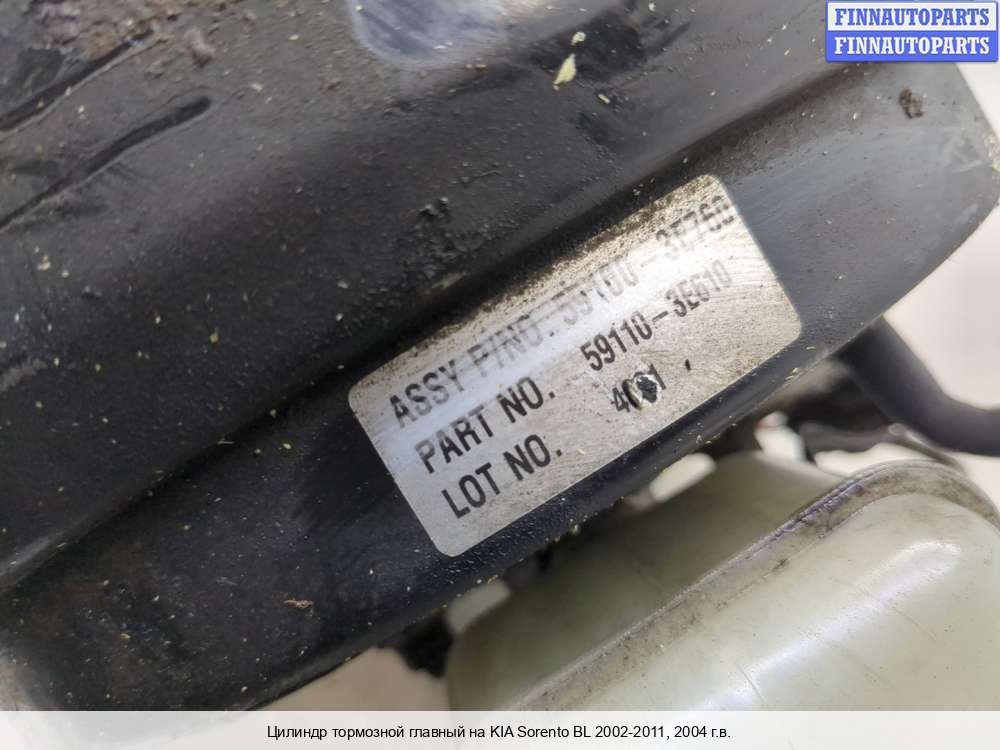 FINNAUTOPARTS
FINNAUTOPARTS
ASSY P/NO. 59100-3E760
PART NO. 59110-3E610
LOT NO.
Цилиндр тормозной главный на KIA Sorento BL 2002-2011, 2004 г.в.